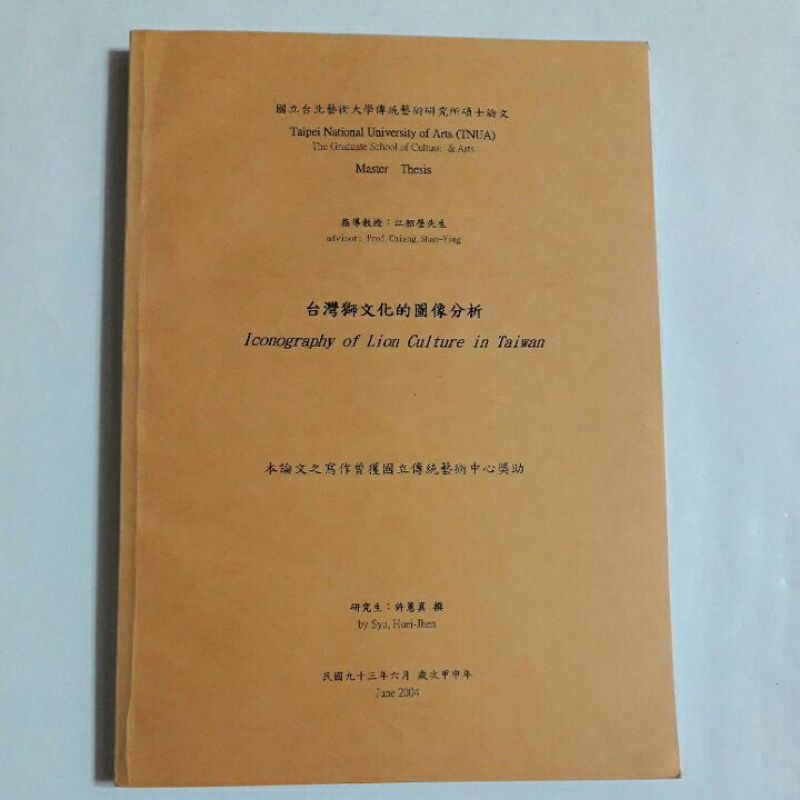 國立台北藝術大學傳統藝術研究所碩士論文
Taipei National University of Arts (TNUA)
The Graduate School of Culture & Arts
Master Thesis
指導教授：江韶瑩先生
advisor: Prof. Chiang, Shao-Ying
台灣獅文化的圖像分析
Iconography of Lion Culture in Taiwan
本論文之寫作曾獲國立傳統藝術中心獎助
研究生：許蕙真 撰
by Syu, Huei-Jhen
民國九十三年六月 歲次甲申年
June 2004